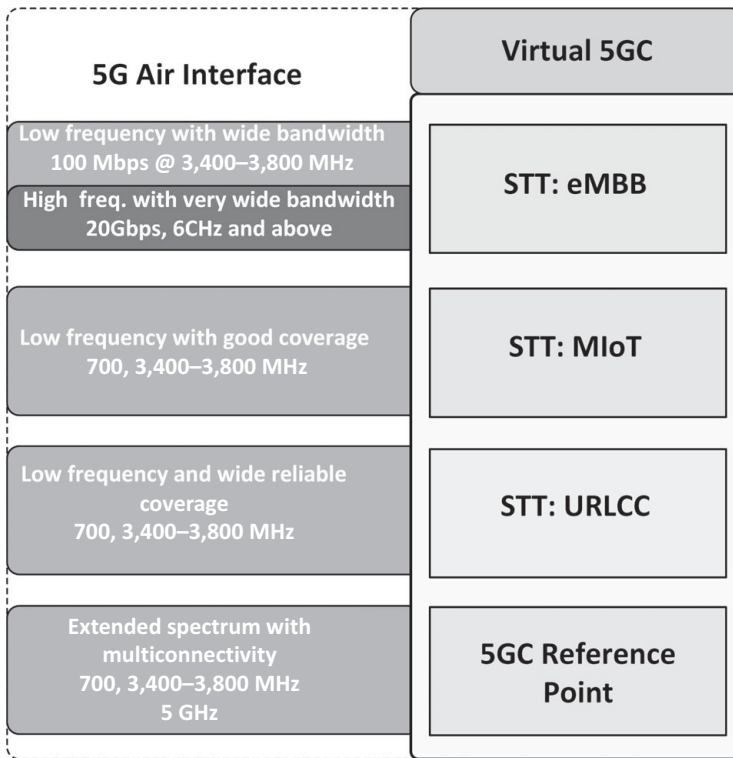 5G Air Interface
Virtual 5GC
Low frequency with wide bandwidth
100 Mbps @ 3,400–3,800 MHz
High freq. with very wide bandwidth
20Gbps, 6CHz and above
STT: eMBB
Low frequency with good coverage
700, 3,400–3,800 MHz
STT: MIoT
Low frequency and wide reliable
coverage
700, 3,400–3,800 MHz
STT: URLCC
Extended spectrum with
multiconnectivity
700, 3,400–3,800 MHz
5 GHz
5GC Reference
Point